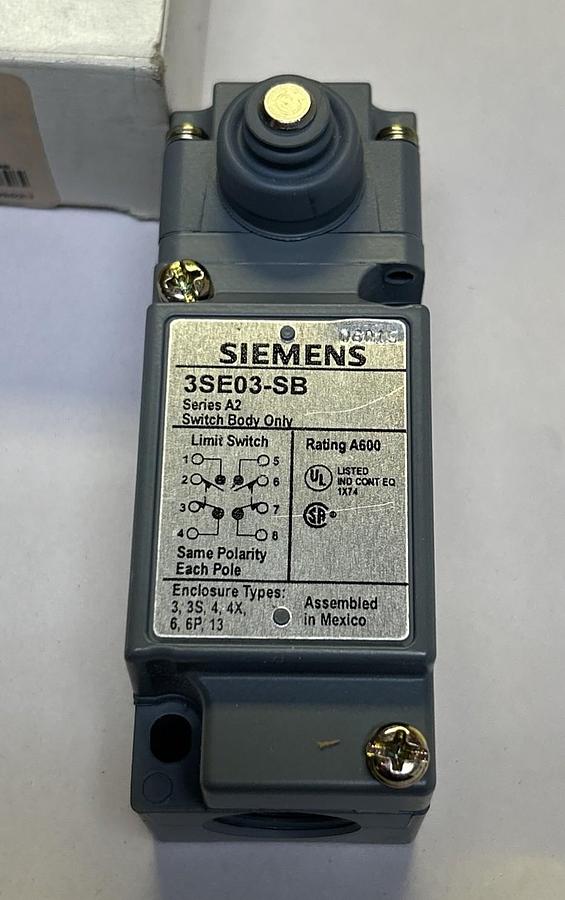 SIEMENS
3SE03-SB
Series A2
Switch Body Only
Limit Switch
1 5
2 6
3 7
4 8
Same Polarity
Each Pole
Rating A600
UL LISTED
IND CONT EQ
1X74
SA ®
Enclosure Types:
3, 3S, 4, 4X,
6, 6P, 13
Assembled
in Mexico